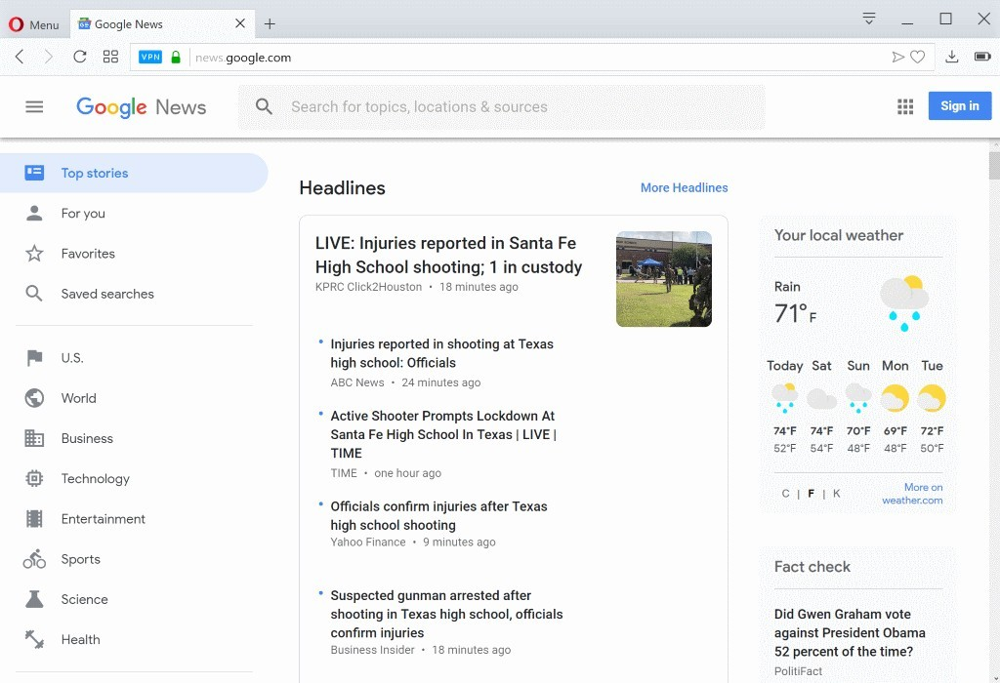 Menu
Google News
VPN
news.google.com
Google News
Search for topics, locations & sources
Sign in
Top stories
For you
Favorites
Saved searches
U.S.
World
Business
Technology
Entertainment
Sports
Science
Health
Headlines
More Headlines
LIVE: Injuries reported in Santa Fe
High School shooting; 1 in custody
KPRC Click2Houston • 18 minutes ago
• Injuries reported in shooting at Texas
high school: Officials
ABC News • 24 minutes ago
• Active Shooter Prompts Lockdown At
Santa Fe High School In Texas | LIVE |
TIME
TIME • one hour ago
• Officials confirm injuries after Texas
high school shooting
Yahoo Finance • 9 minutes ago
• Suspected gunman arrested after
shooting in Texas high school, officials
confirm injuries
Business Insider • 18 minutes ago
Your local weather
Rain
71°F
Today Sat Sun Mon Tue
74°F 74°F 70°F 69°F 72°F
52°F 54°F 48°F 48°F 50°F
C | F | K
More on
weather.com
Fact check
Did Gwen Graham vote
against President Obama
52 percent of the time?
PolitiFact